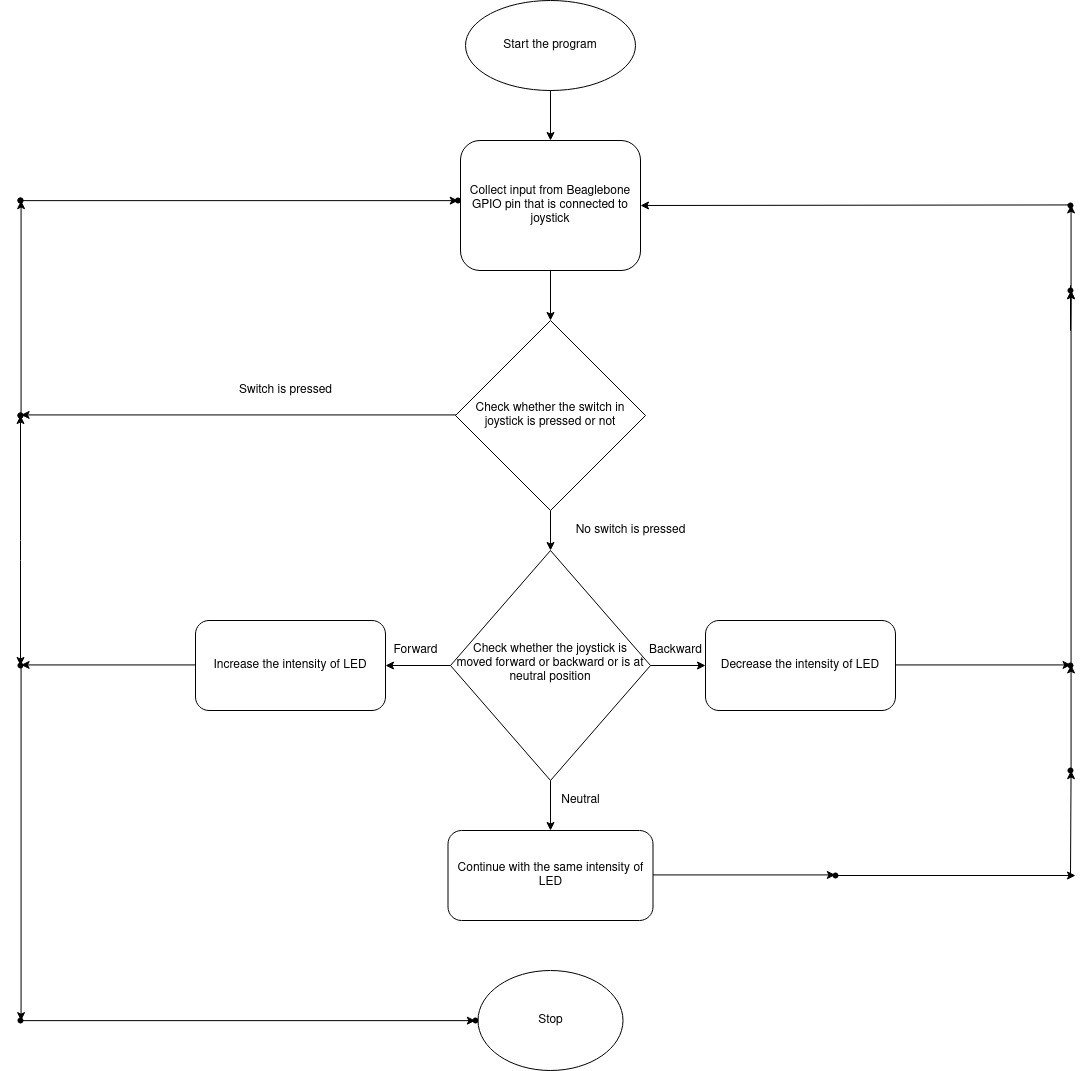 Start the program
Collect input from Beaglebone
GPIO pin that is connected to
joystick
Switch is pressed
Check whether the switch in
joystick is pressed or not
No switch is pressed
Forward
Check whether the joystick is
moved forward or backward or is at
neutral position
Backward
Increase the intensity of LED
Decrease the intensity of LED
Neutral
Continue with the same intensity of
LED
Stop